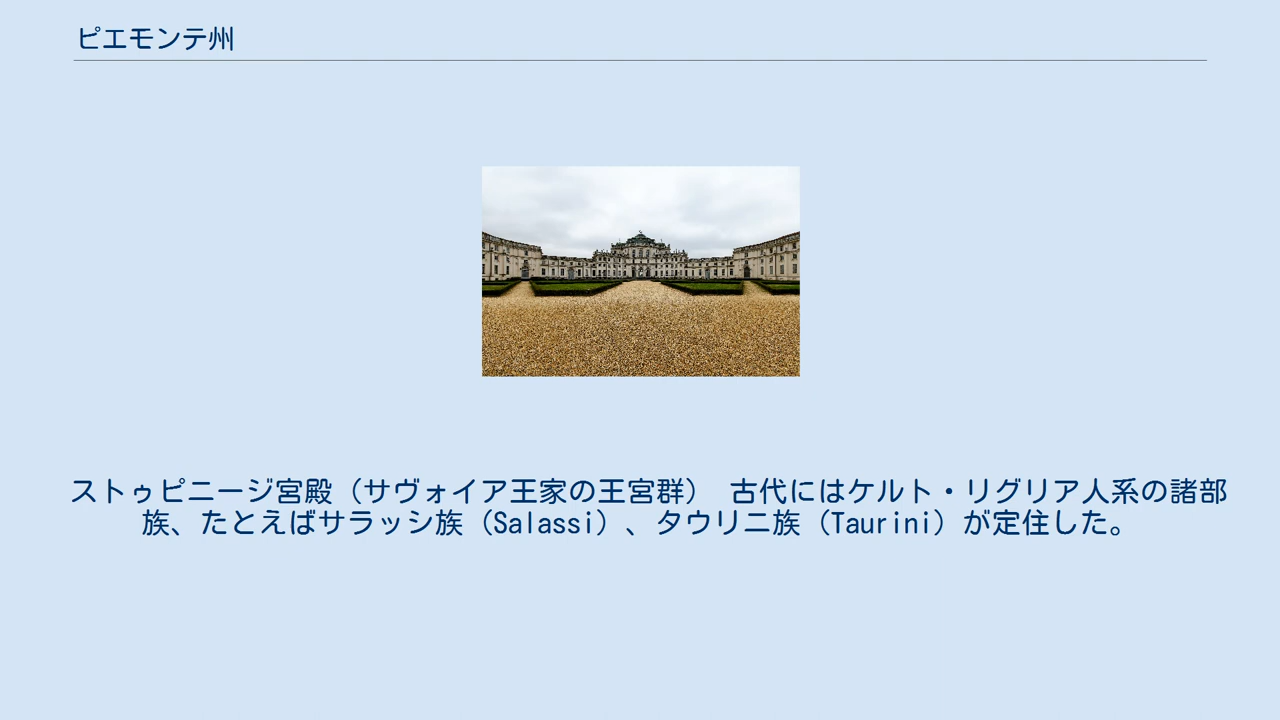 ピエモンテ州
ストゥピニージ宮殿（サヴォイア王家の王宮群） 古代にはケルト・リグリア人系の諸部
族、たとえばサラッシ族（Salassi）、タウリニ族（Taurini）が定住した。